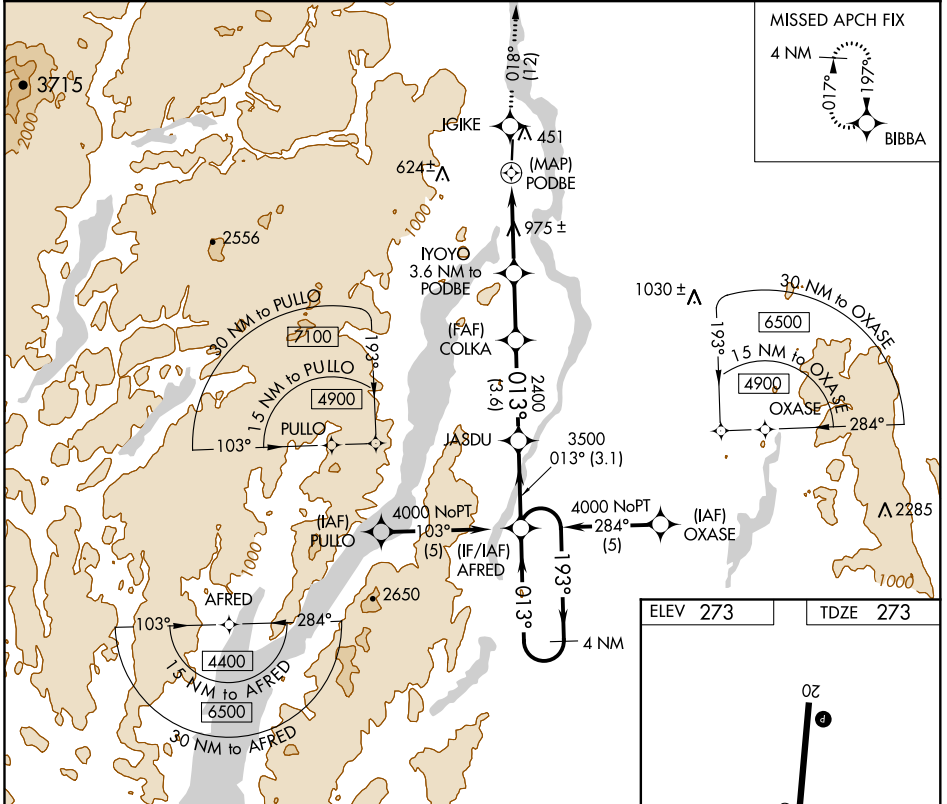 MISSED APCH FIX
4 NM
017°
197°
BIBBA
3715
2000
018°
(12)
IGIKE
451
624±
(MAP)
PODBE
1000
2556
975±
IYOYO
3.6 NM to
PODBE
30 NM to PULLO
7100
193°
15 NM to PULLO
4900
PULLO
103°
(FAF)
COLKA
2400
013°
(3.6)
JASDU
3500
013° (3.1)
1030±
30 NM to OXASE
6500
193°
15 NM to OXASE
4900
OXASE
284°
(IAF)
PULLO
4000 NoPT
103°
(5)
(IF/IAF)
AFRED
4000 NoPT
284°
(5)
(IAF)
OXASE
2285
1000
1000
193°
013°
4 NM
2650
AFRED
103°
284°
4400
15 NM to AFRED
6500
30 NM to AFRED
ELEV 273
TDZE 273
20
P